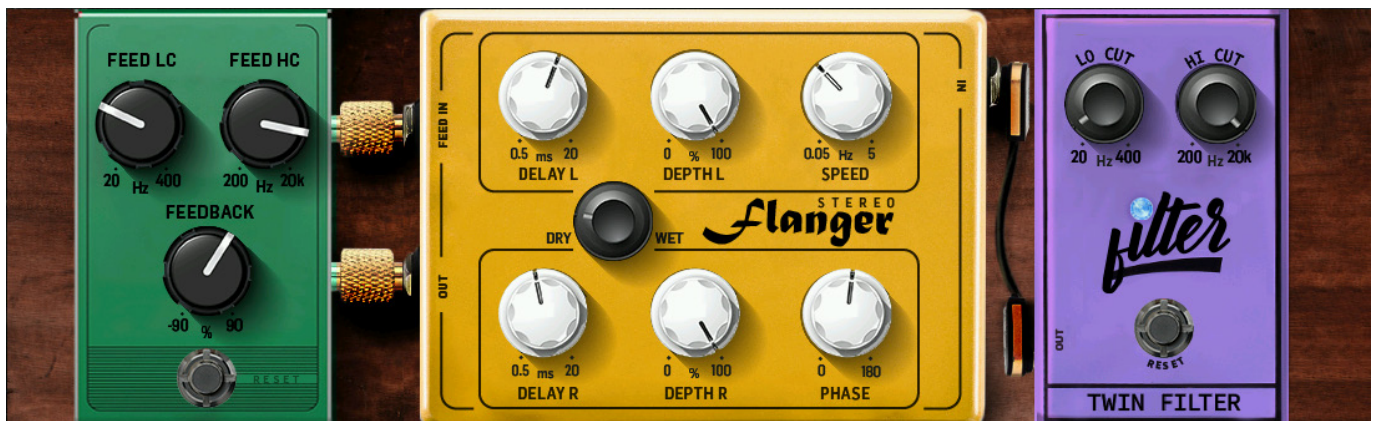 FEED LC FEED HC
20 Hz 400 200 Hz 20k
FEEDBACK
-90 % 90
RESET
FEED IN
OUT
IN
0.5 ms 20 0 % 100 0.05 Hz 5
DELAY L DEPTH L SPEED
STEREO
flanger
DRY WET
0.5 ms 20 0 % 100 0 180
DELAY R DEPTH R PHASE
LO CUT HI CUT
20 Hz 400 200 Hz 20k
filter
OUT
RESET
TWIN FILTER